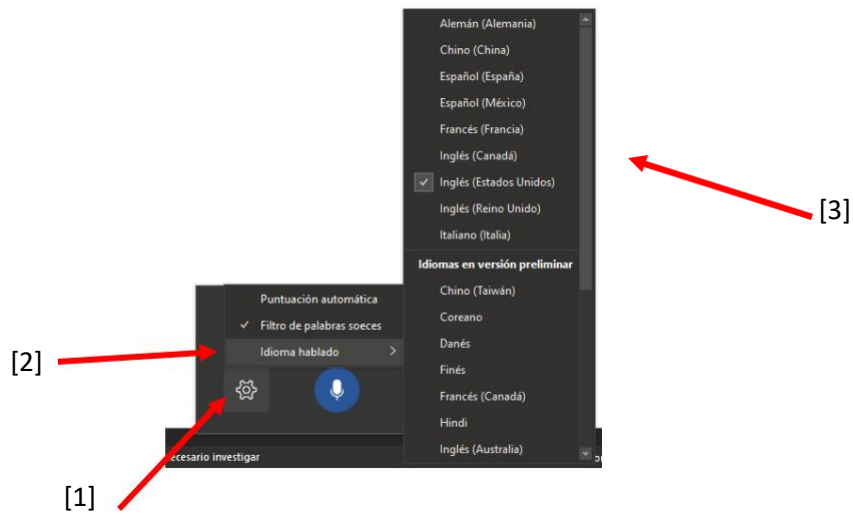 Alemán (Alemania)
Chino (China)
Español (España)
Español (México)
Francés (Francia)
Inglés (Canadá)
Inglés (Estados Unidos)
Inglés (Reino Unido)
Italiano (Italia)
Idiomas en versión preliminar
Chino (Taiwán)
Coreano
Danés
Finés
Francés (Canadá)
Hindi
Inglés (Australia)
[3]
Puntuación automática
Filtro de palabras soeces
Idioma hablado
[2]
investigar
[1]